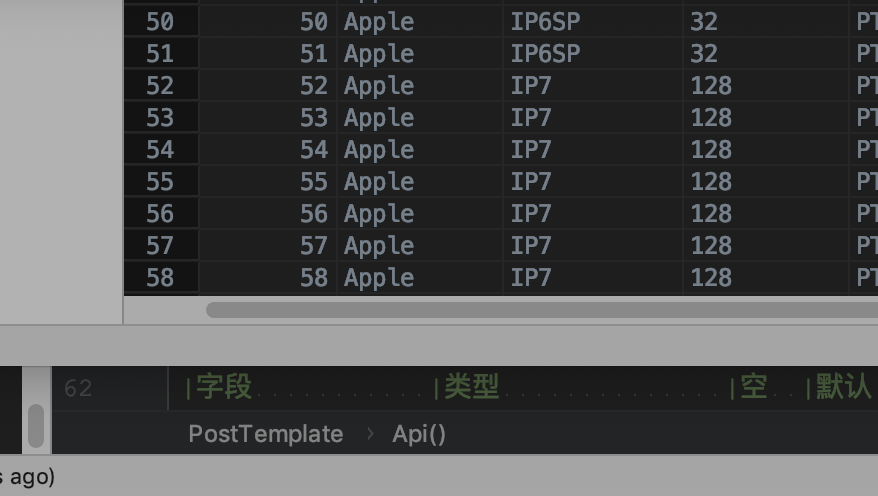 50 50 Apple IP6SP 32 PT
51 51 Apple IP6SP 32 PT
52 52 Apple IP7 128 PT
53 53 Apple IP7 128 PT
54 54 Apple IP7 128 PT
55 55 Apple IP7 128 PT
56 56 Apple IP7 128 PT
57 57 Apple IP7 128 PT
58 58 Apple IP7 128 PT
62 |字段...........|类型.............|空..|默认
PostTemplate › Api()
s ago)